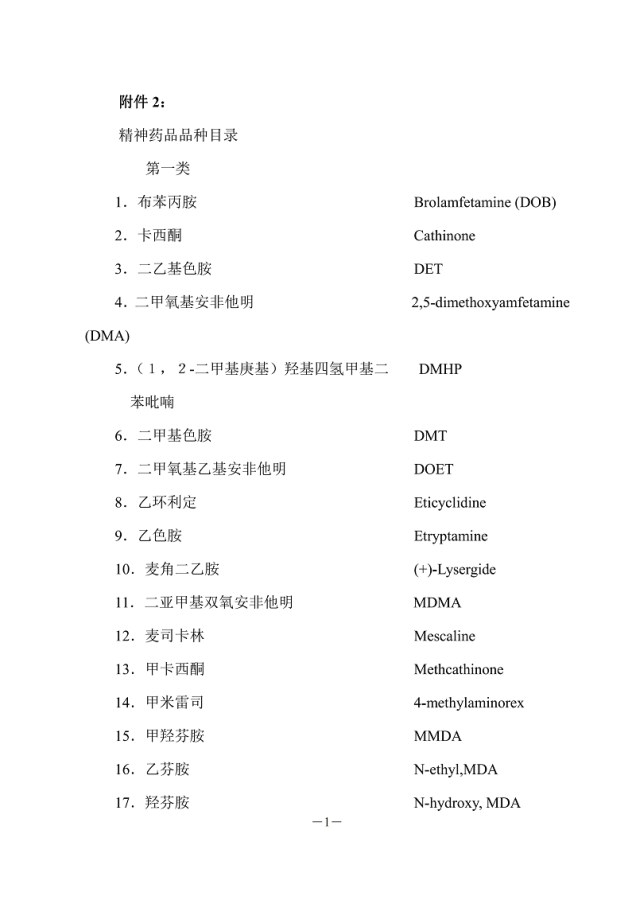 附件 2：
精神药品品种目录
第一类
1．布苯丙胺 Brolamfetamine (DOB)
2．卡西酮 Cathinone
3．二乙基色胺 DET
4．二甲氧基安非他明 2,5-dimethoxyamfetamine
(DMA)
5．（１，２-二甲基庚基）羟基四氢甲基二 DMHP
苯吡喃
6．二甲基色胺 DMT
7．二甲氧基乙基安非他明 DOET
8．乙环利定 Eticyclidine
9．乙色胺 Etryptamine
10．麦角二乙胺 (+)-Lysergide
11．二亚甲基双氧安非他明 MDMA
12．麦司卡林 Mescaline
13．甲卡西酮 Methcathinone
14．甲米雷司 4-methylaminorex
15．甲羟芬胺 MMDA
16．乙芬胺 N-ethyl,MDA
17．羟芬胺 N-hydroxy, MDA
－1－